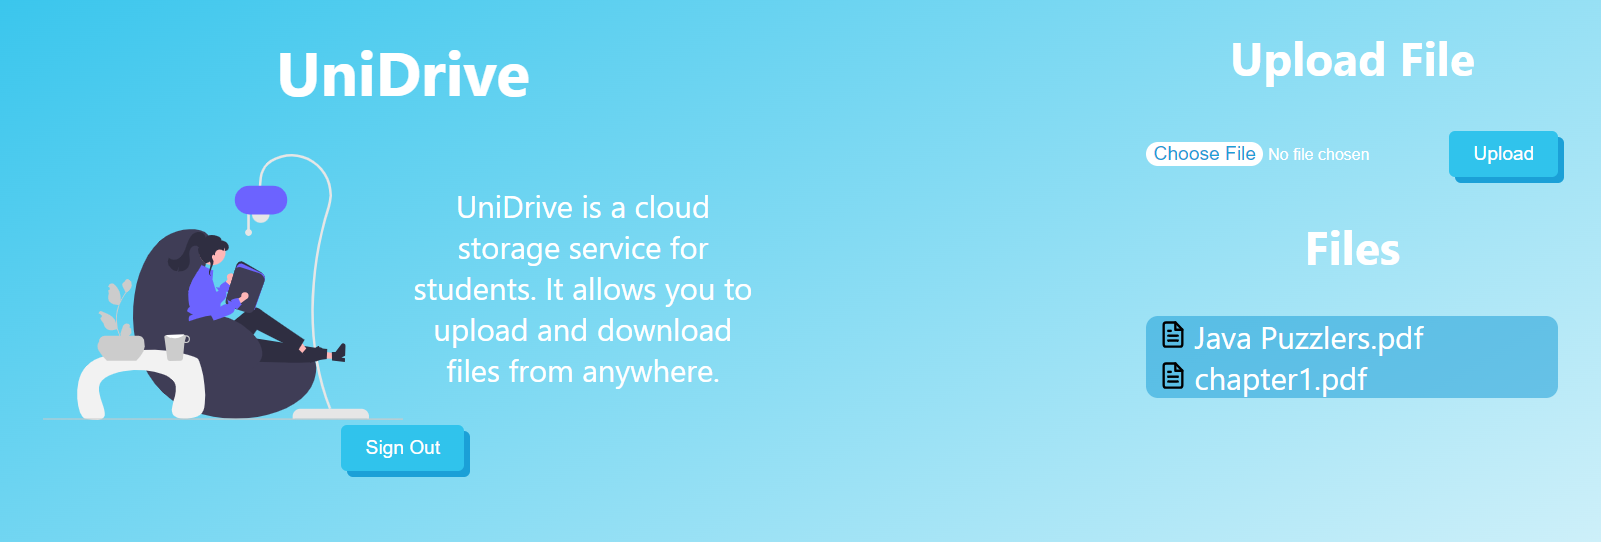 UniDrive
UniDrive is a cloud
storage service for
students. It allows you to
upload and download
files from anywhere.
Sign Out
Upload File
Choose File No file chosen
Upload
Files
Java Puzzlers.pdf
chapter1.pdf